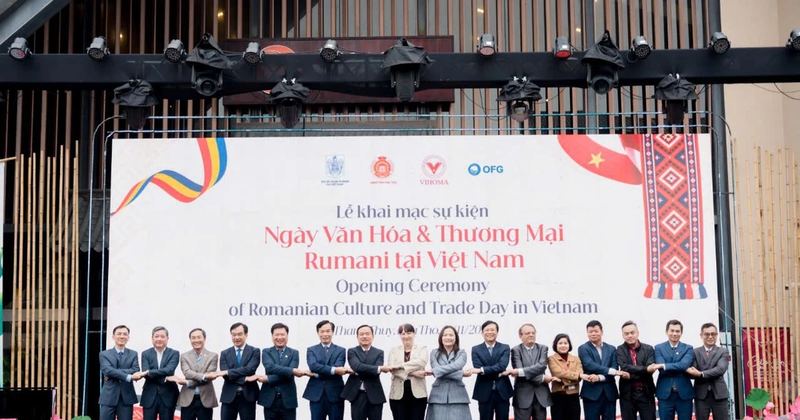 VIHOMA
OFG
Lễ khai mạc sự kiện
Ngày Văn Hóa & Thương Mại
Rumani tại Việt Nam
Opening Ceremony
of Romanian Culture and Trade Day in Vietnam